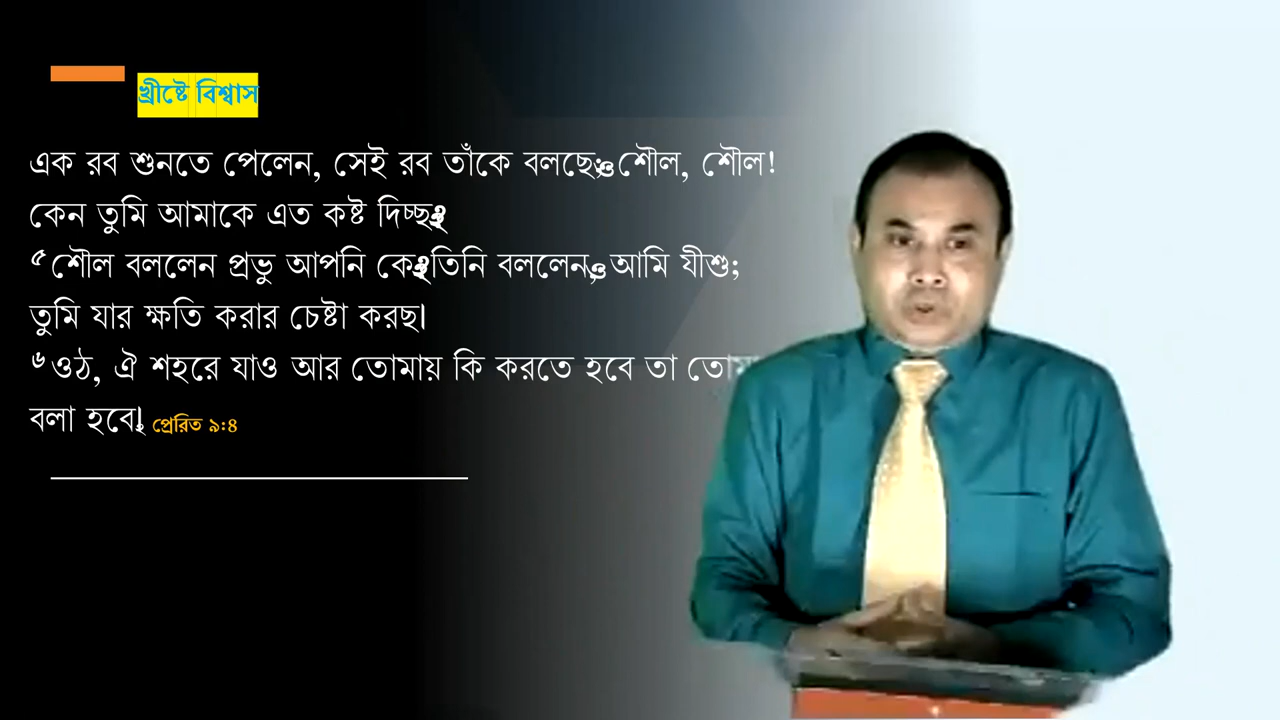 খ্রীষ্টে বিশ্বাস
এক রব শুনতে পেলেন, সেই রব তাঁকে বলছে; শৌল, শৌল!
কেন তুমি আমাকে এত কষ্ট দিচ্ছ?
৫ শৌল বললেন প্রভু আপনি কে? তিনি বললেন, আমি যীশু;
তুমি যার ক্ষতি করার চেষ্টা করছ।
৬ ওঠ, ঐ শহরে যাও আর তোমায় কি করতে হবে তা
বলা হবে। প্রেরিত ৯:৪